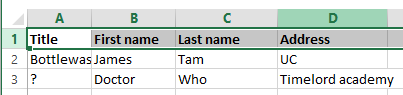 A B C D
1 Title First name Last name Address
2 Bottlewas James Tam UC
3 ? Doctor Who Timelord academy